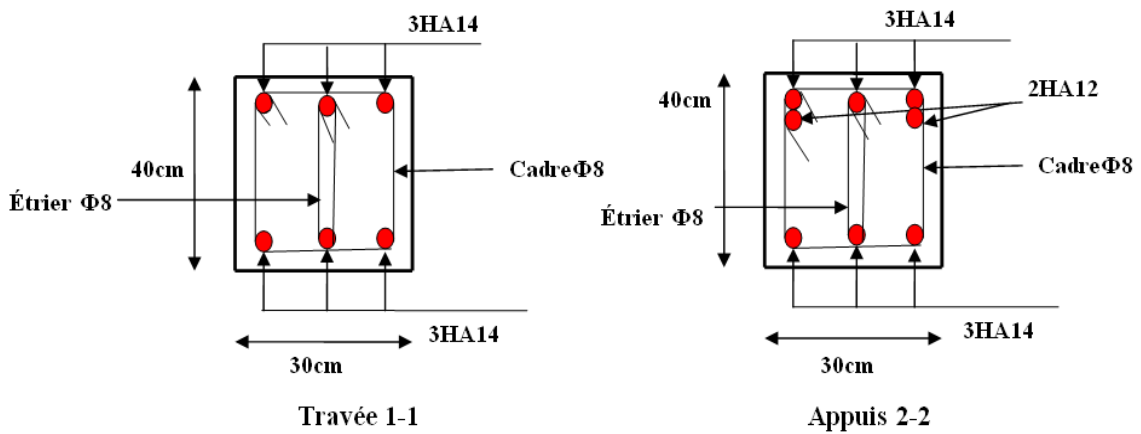 3HA14
40cm
Étrier Φ8
CadreΦ8
3HA14
30cm
Travée 1-1
3HA14
40cm
2HA12
CadreΦ8
Étrier Φ8
3HA14
30cm
Appuis 2-2